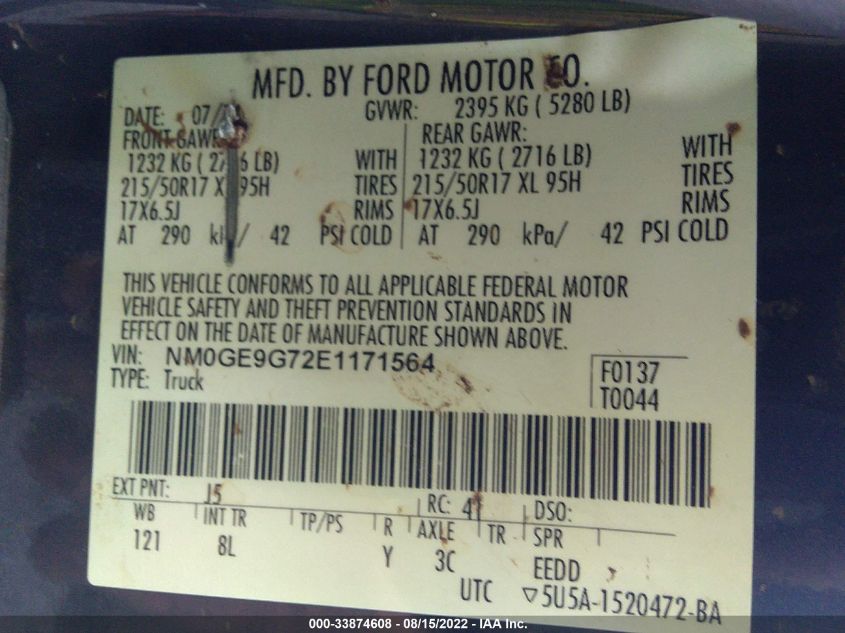 MFD. BY FORD MOTOR CO.
DATE: 07/ GVWR: 2395 KG ( 5280 LB)
FRONT GAWR: REAR GAWR:
1232 KG ( 2716 LB) WITH 1232 KG ( 2716 LB) WITH
215/50R17 XL 95H TIRES 215/50R17 XL 95H TIRES
17X6.5J RIMS 17X6.5J RIMS
AT 290 kPa/ 42 PSI COLD AT 290 kPa/ 42 PSI COLD
THIS VEHICLE CONFORMS TO ALL APPLICABLE FEDERAL MOTOR
VEHICLE SAFETY AND THEFT PREVENTION STANDARDS IN
EFFECT ON THE DATE OF MANUFACTURE SHOWN ABOVE.
VIN: NM0GE9G72E1171564
TYPE: Truck
F0137
T0044
EXT PNT: J5 RC: 41 DSO:
WB INT TR TP/PS R AXLE TR SPR
121 8L Y 3C EEDD
UTC ▽5U5A-1520472-BA
000-33874608 - 08/15/2022 - IAA Inc.